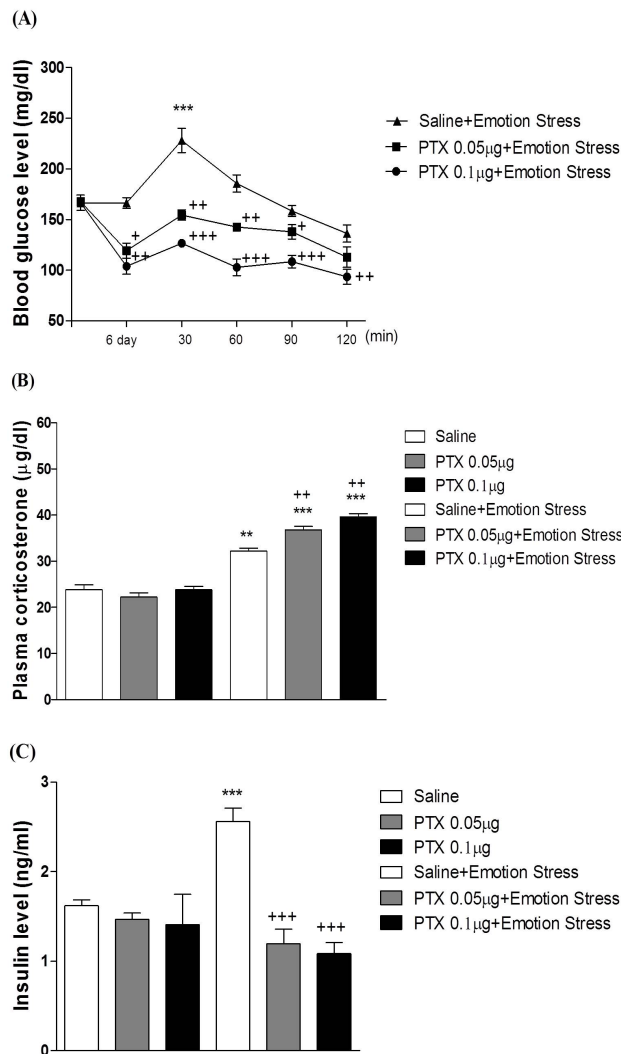 (A)
Blood glucose level (mg/dl)
300
250
200
150
100
50
***
+
++
++
+++
++
+++
+
+++
++
6 day
30
60
90
120
(min)
Saline+Emotion Stress
PTX 0.05µg+Emotion Stress
PTX 0.1µg+Emotion Stress
(B)
Plasma corticosterone (µg/dl)
60
50
40
30
20
10
0
**
++
***
++
***
Saline
PTX 0.05µg
PTX 0.1µg
Saline+Emotion Stress
PTX 0.05µg+Emotion Stress
PTX 0.1µg+Emotion Stress
(C)
Insulin level (ng/ml)
3
2
1
0
***
+++
+++
Saline
PTX 0.05µg
PTX 0.1µg
Saline+Emotion Stress
PTX 0.05µg+Emotion Stress
PTX 0.1µg+Emotion Stress